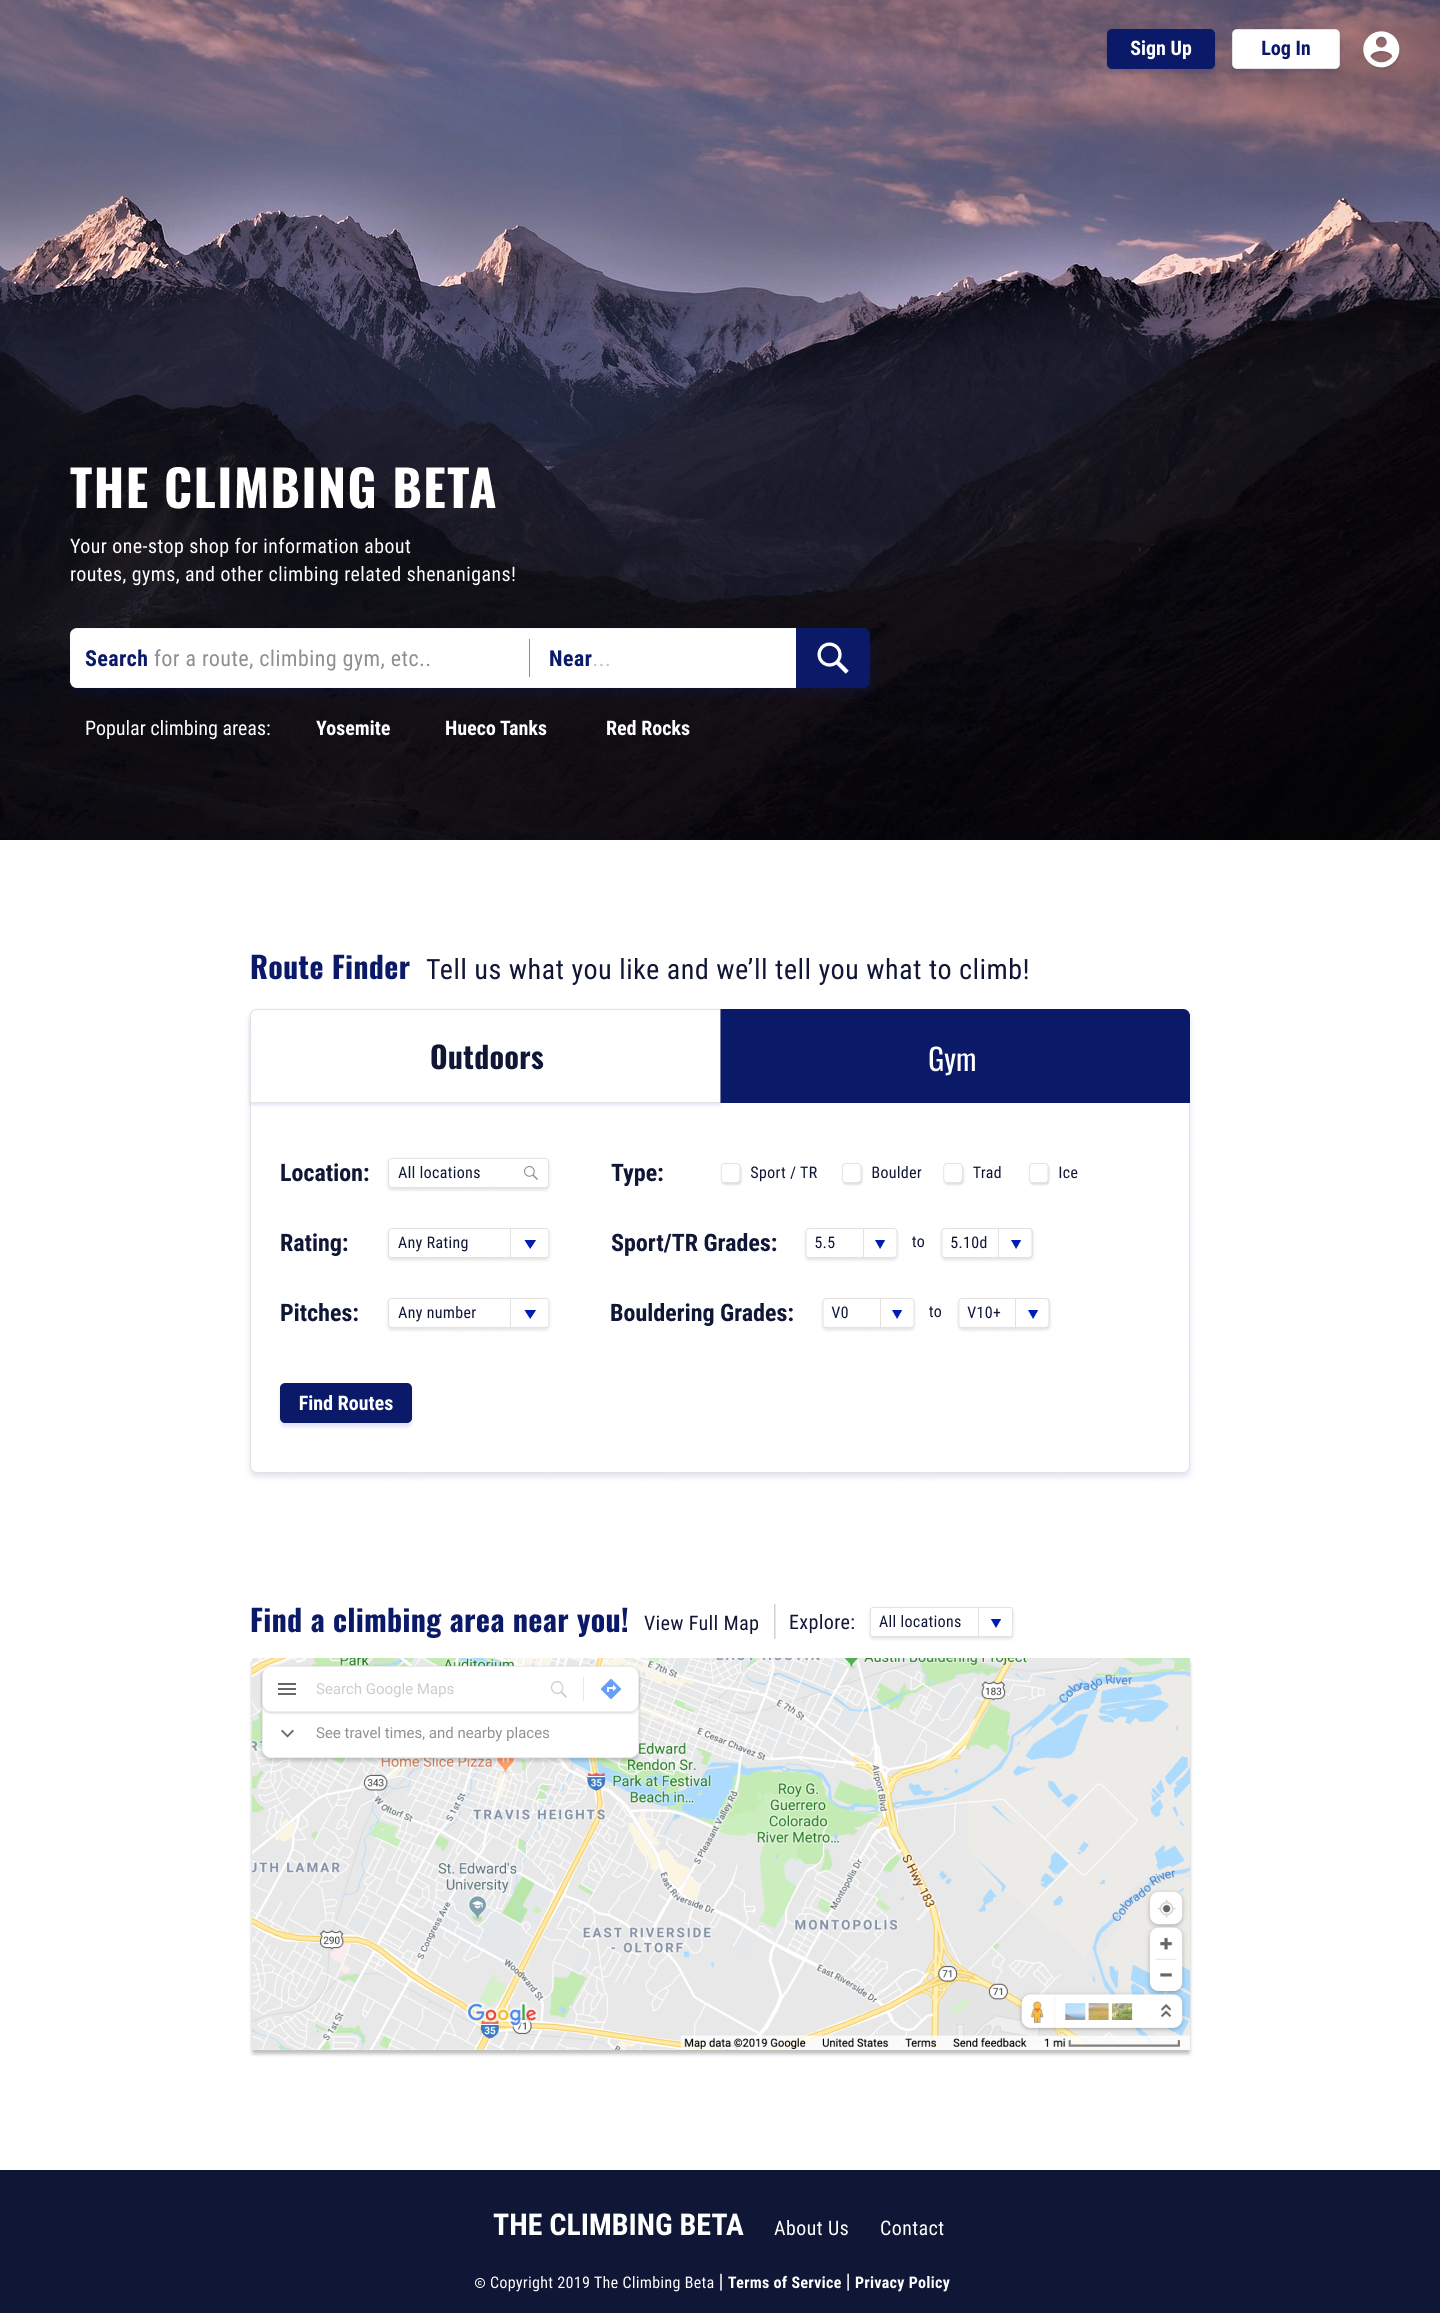 Sign Up
Log In
THE CLIMBING BETA
Your one-stop shop for information about
routes, gyms, and other climbing related shenanigans!
Search for a route, climbing gym, etc..
Near...
Popular climbing areas: Yosemite Hueco Tanks Red Rocks
Route Finder Tell us what you like and we'll tell you what to climb!
Outdoors
Gym
Location: All locations
Type: Sport / TR Boulder Trad Ice
Rating: Any Rating
Sport/TR Grades: 5.5 to 5.10d
Pitches: Any number
Bouldering Grades: V0 to V10+
Find Routes
Find a climbing area near you! View Full Map Explore: All locations
Park
Auditorium
E 7th St
Austin Bouldering Project
183
Colorado River
Search Google Maps
See travel times, and nearby places
Home Slice Pizza
E 7th St
E Cesar Chavez St
Edward
Rendon Sr.
Park at Festival
Beach in...
35
343
W Oltorf St
S 1st St
TRAVIS HEIGHTS
Roy G.
Guerrero
Colorado
River Metro...
Airport Blvd
S Pleasant Valley Rd
UTH LAMAR
St. Edward's
University
S Hwy 183
Montopolis Dr
East Riverside Dr
Colorado River
S Congress Ave
290
EAST RIVERSIDE
- OLTORF
MONTOPOLIS
Woodward St
East Riverside Dr
71
71
S 1st St
Google
35
71
Map data ©2019 Google United States Terms Send feedback 1 mi
THE CLIMBING BETA About Us Contact
© Copyright 2019 The Climbing Beta | Terms of Service | Privacy Policy